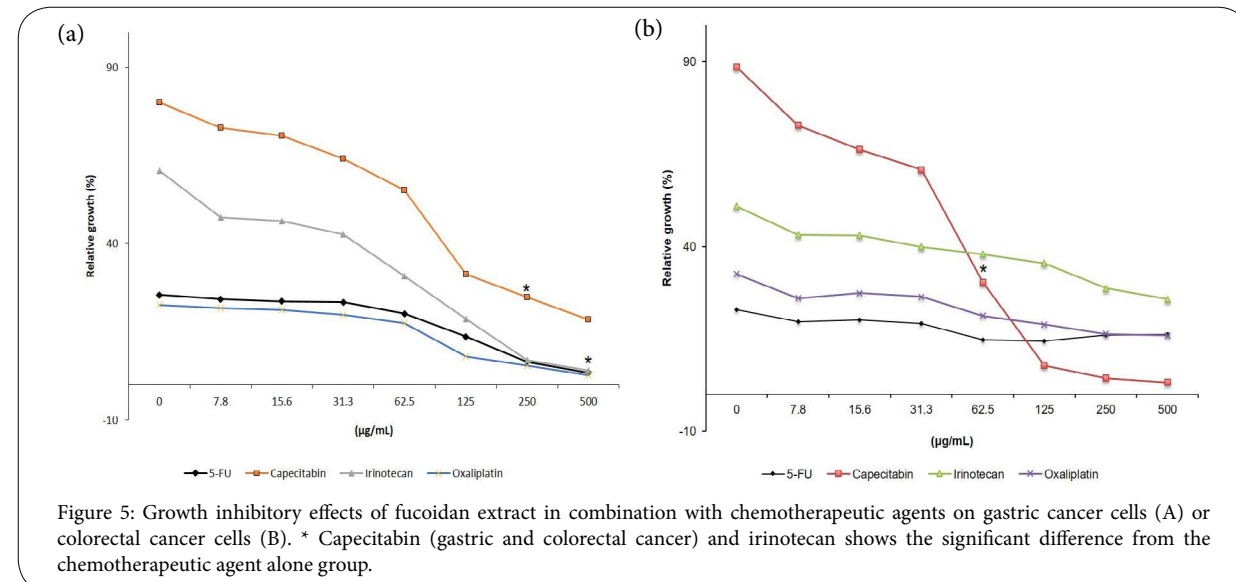 (a)
90
40
-10
Relative growth (%)
*
*
0 7.8 15.6 31.3 62.5 125 250 500
(µg/mL)
5-FU Capecitabin Irinotecan Oxaliplatin
(b)
90
40
-10
Relative growth (%)
*
0 7.8 15.6 31.3 62.5 125 250 500
(µg/mL)
5-FU Capecitabin Irinotecan Oxaliplatin
Figure 5: Growth inhibitory effects of fucoidan extract in combination with chemotherapeutic agents on gastric cancer cells (A) or
colorectal cancer cells (B). * Capecitabin (gastric and colorectal cancer) and irinotecan shows the significant difference from the
chemotherapeutic agent alone group.